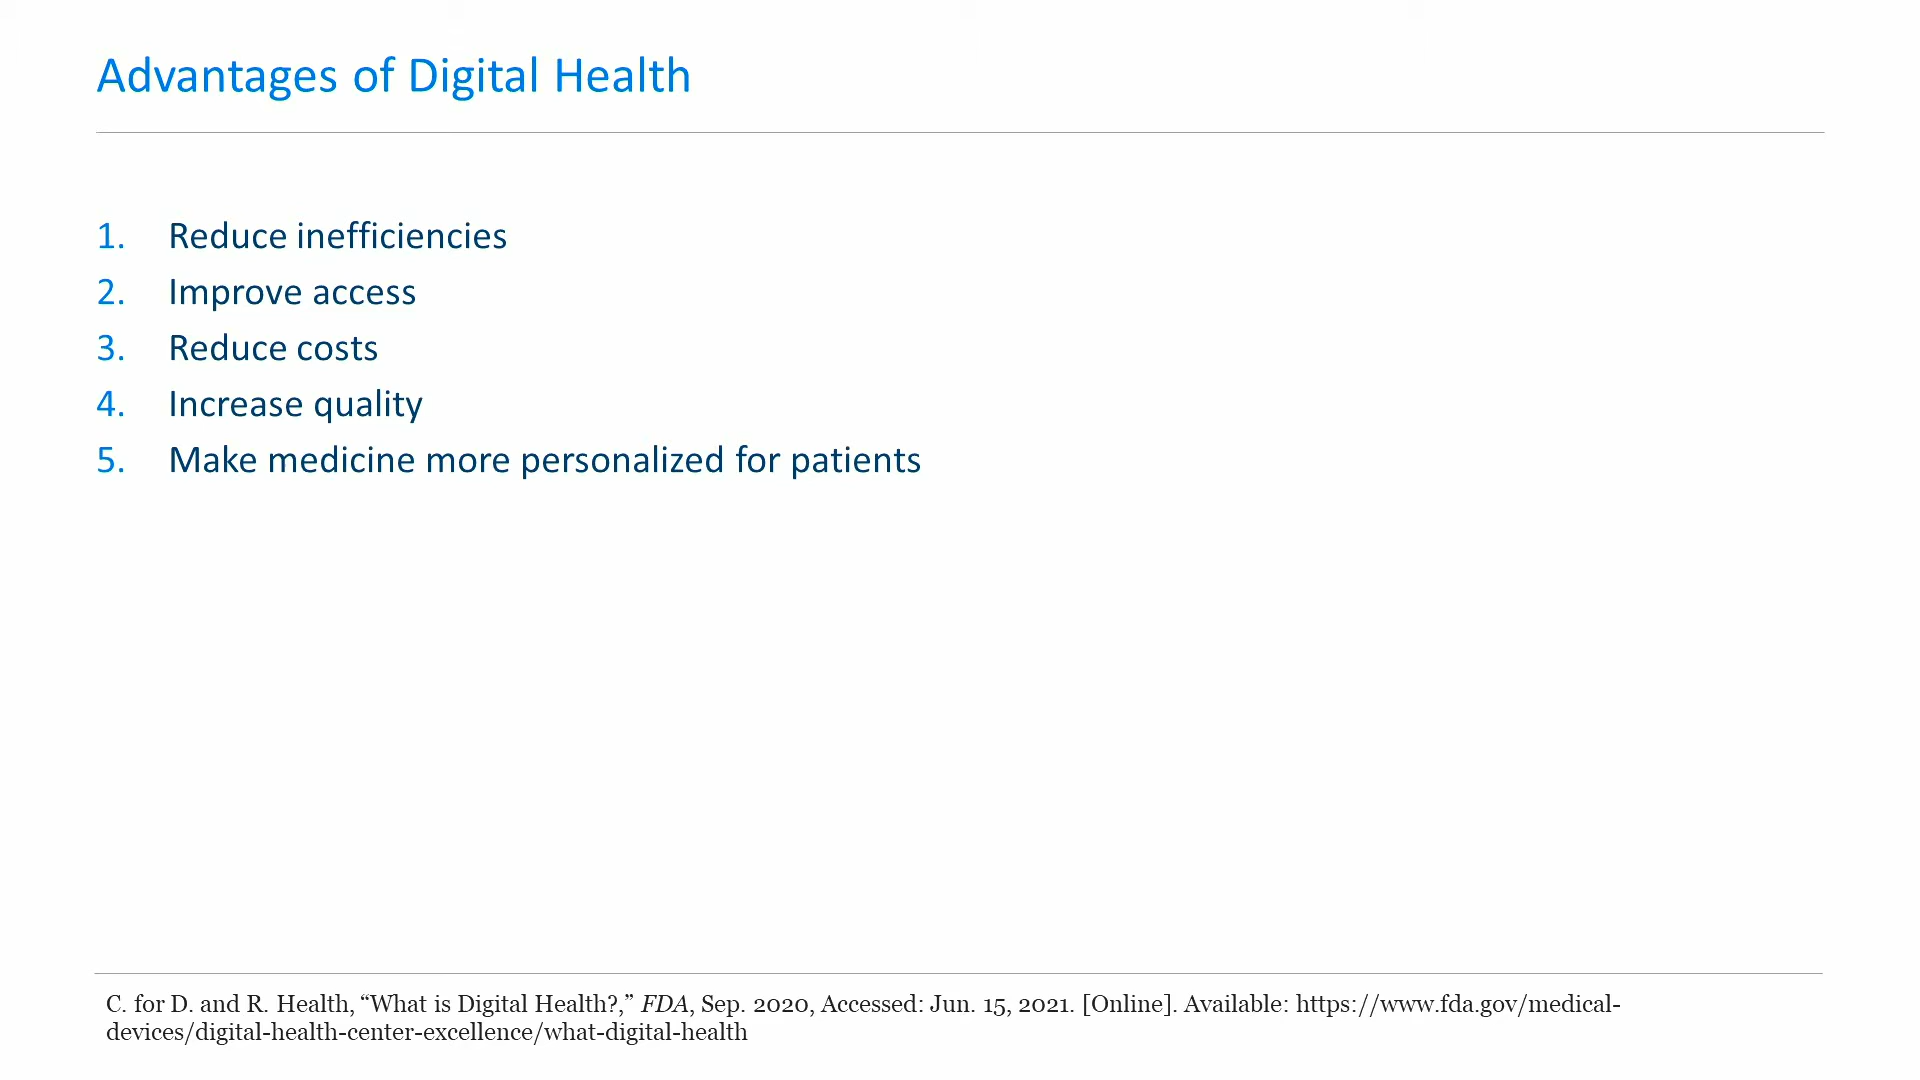 Advantages of Digital Health
1. Reduce inefficiencies
2. Improve access
3. Reduce costs
4. Increase quality
5. Make medicine more personalized for patients
C. for D. and R. Health, “What is Digital Health?,” FDA, Sep. 2020, Accessed: Jun. 15, 2021. [Online]. Available: https://www.fda.gov/medical-
devices/digital-health-center-excellence/what-digital-health